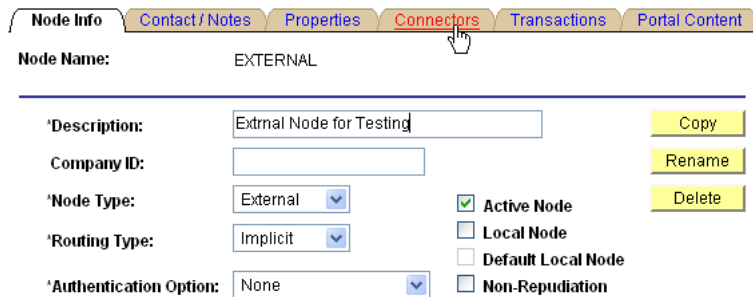 Node Info Contact / Notes Properties Connectors Transactions Portal Content
Node Name: EXTERNAL
*Description: Extrnal Node for Testing Copy
Company ID: Rename
*Node Type: External Active Node Delete
*Routing Type: Implicit Local Node
Default Local Node
*Authentication Option: None Non-Repudiation